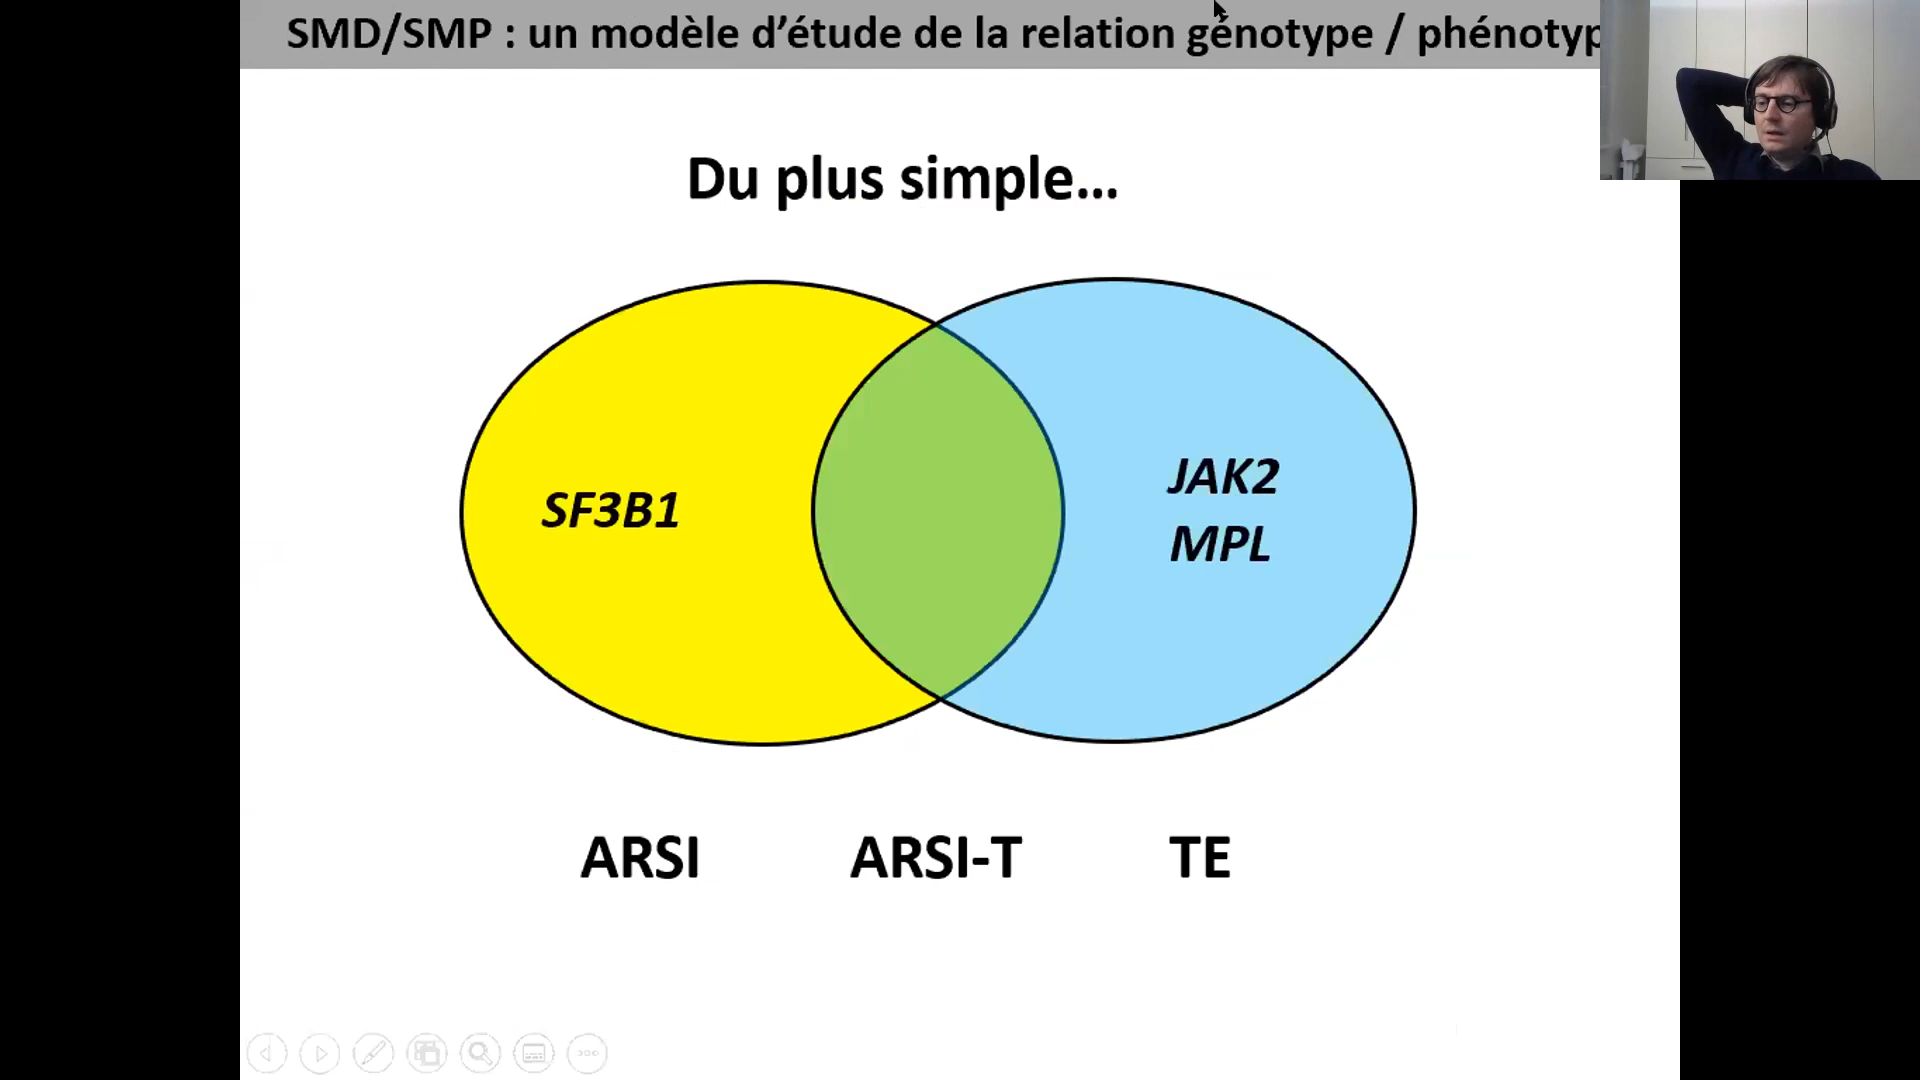 SMD/SMP : un modèle d’étude de la relation génotype / phénotyp
Du plus simple...
SF3B1
JAK2
MPL
ARSI ARSI-T TE